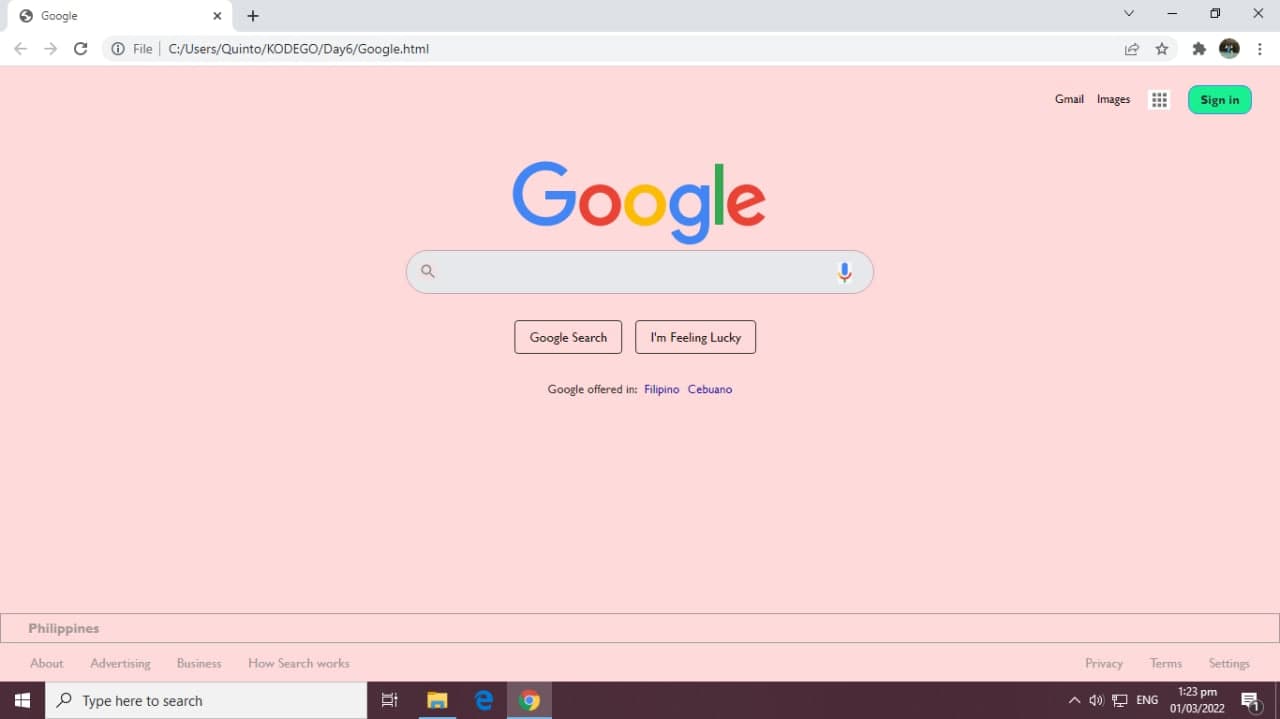 Google
File C:/Users/Quinto/KODEGO/Day6/Google.html
Gmail Images Sign in
Google
Google Search I'm Feeling Lucky
Google offered in: Filipino Cebuano
Philippines
About Advertising Business How Search works Privacy Terms Settings
Type here to search ENG 1:23 pm
01/03/2022 1